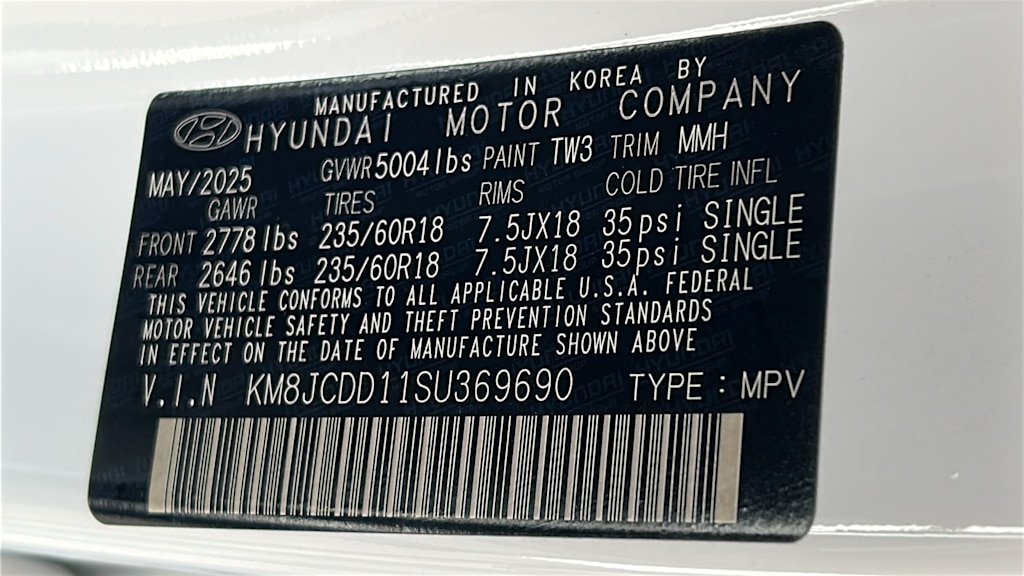 MANUFACTURED IN KOREA BY
HYUNDAI MOTOR COMPANY
MAY/2025 GVWR 5004lbs PAINT TW3 TRIM MMH
GAWR TIRES RIMS COLD TIRE INFL
FRONT 2778 lbs 235/60R18 7.5JX18 35psi SINGLE
REAR 2646 lbs 235/60R18 7.5JX18 35psi SINGLE
THIS VEHICLE CONFORMS TO ALL APPLICABLE U.S.A. FEDERAL
MOTOR VEHICLE SAFETY AND THEFT PREVENTION STANDARDS
IN EFFECT ON THE DATE OF MANUFACTURE SHOWN ABOVE
V.I.N KM8JCDD11SU369690 TYPE : MPV